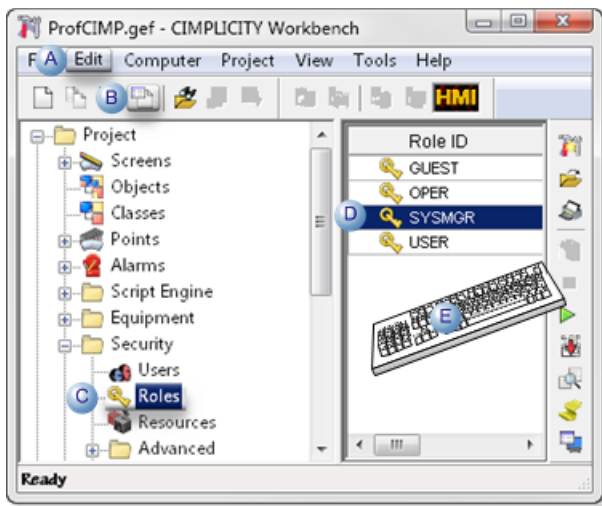 ProfCIMP.gef - CIMPLICITY Workbench
F A Edit Computer Project View Tools Help
B HMI
Project
Screens
Objects
Classes
Points
Alarms
Script Engine
Equipment
Security
Users
C Roles
Resources
Advanced
Role ID
GUEST
OPER
D SYSMGR
USER
E
Ready